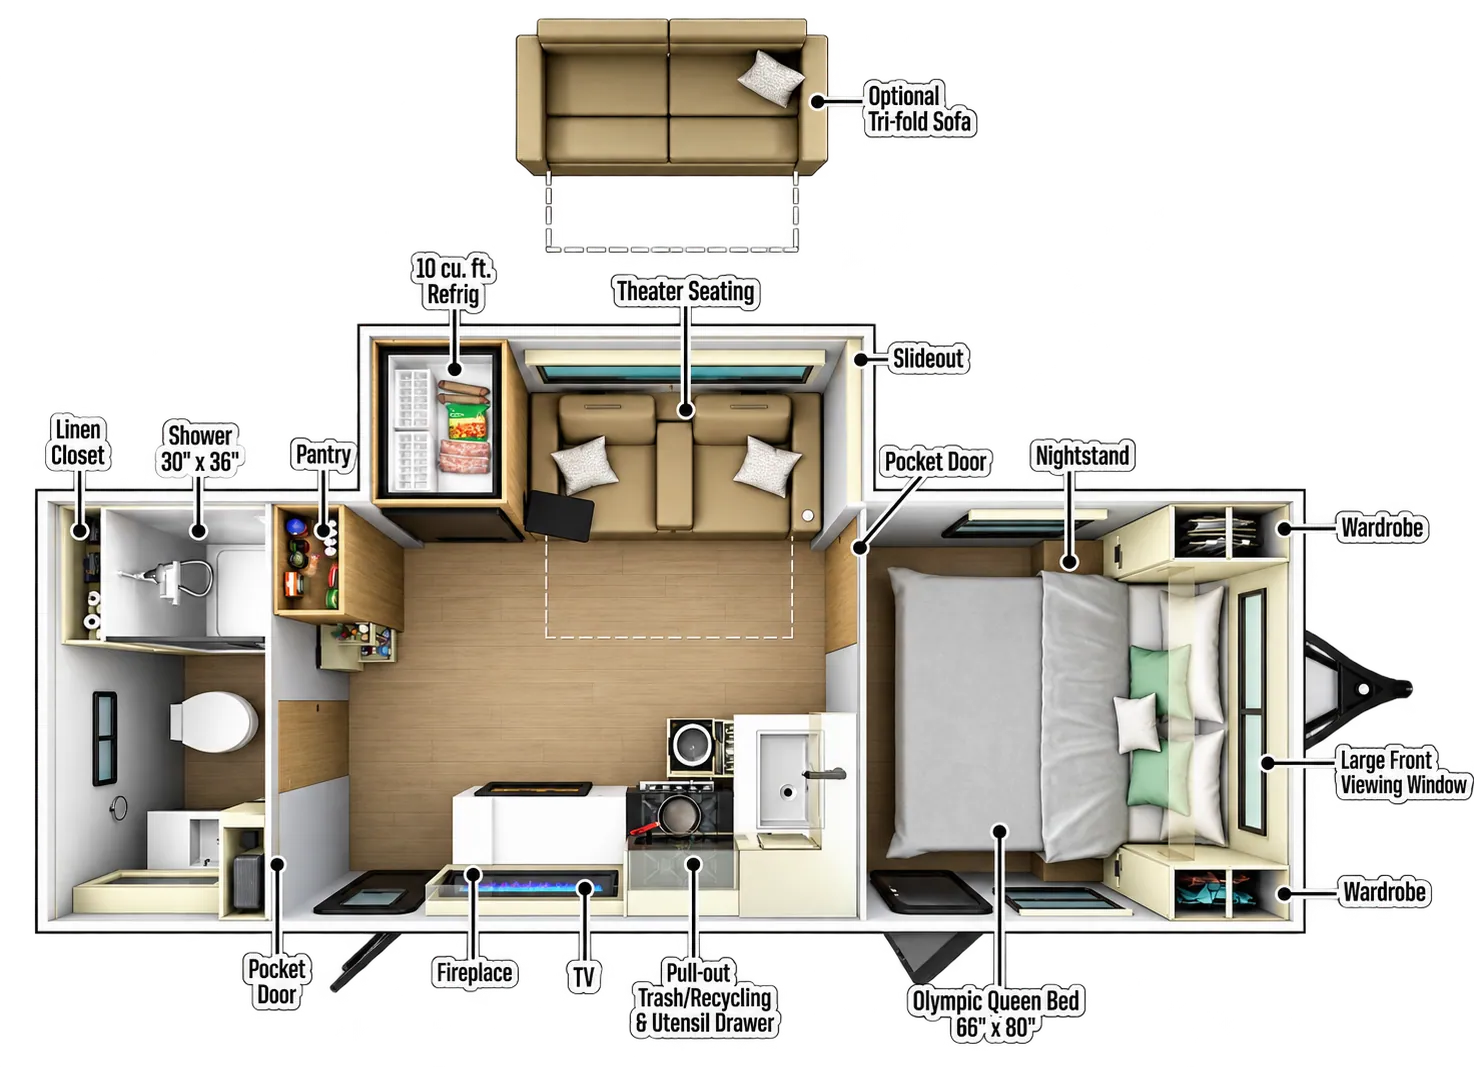 Optional
Tri-fold Sofa
10 cu. ft.
Refrig
Theater Seating
Slideout
Linen
Closet
Shower
30" x 36"
Pantry
Pocket Door
Nightstand
Wardrobe
Large Front
Viewing Window
Wardrobe
Pocket
Door
Fireplace
TV
Pull-out
Trash/Recycling
& Utensil Drawer
Olympic Queen Bed
66" x 80"